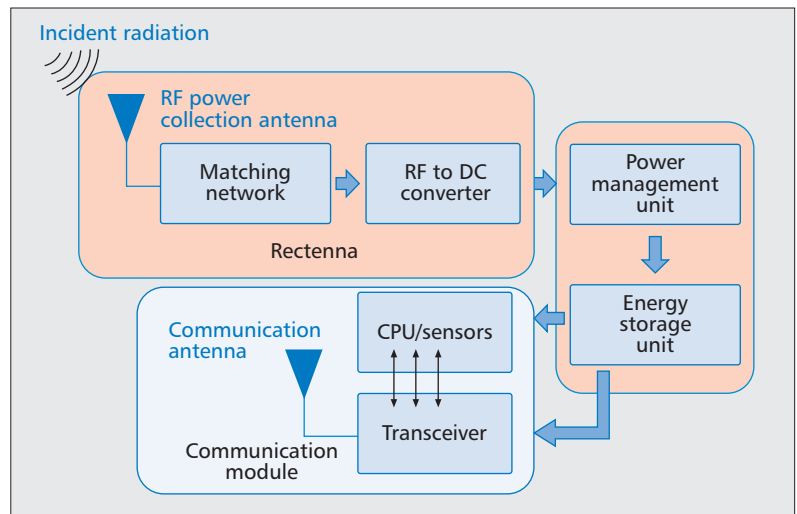 Incident radiation
RF power
collection antenna
Matching
network
RF to DC
converter
Rectenna
Power
management
unit
Energy
storage
unit
Communication
antenna
CPU/sensors
Transceiver
Communication
module